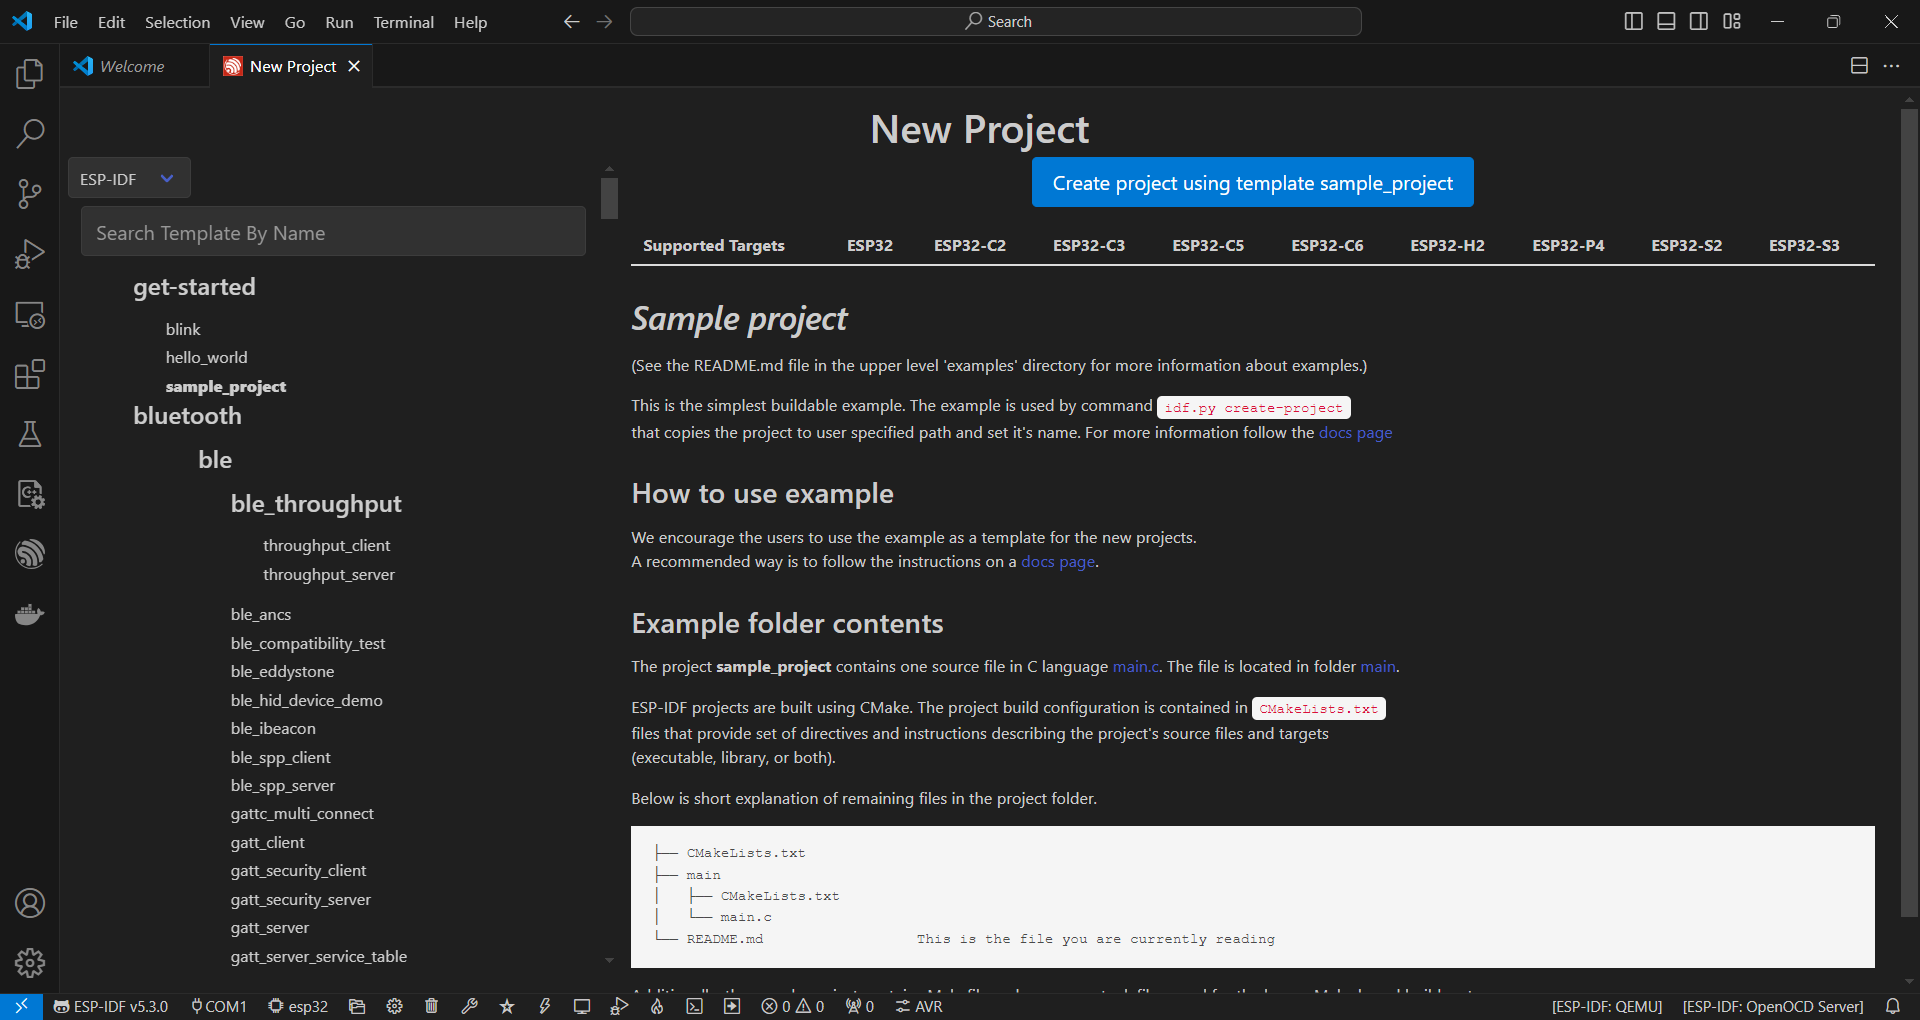 File Edit Selection View Go Run Terminal Help
Search
Welcome
New Project
New Project
ESP-IDF
Create project using template sample_project
Search Template By Name
get-started
blink
hello_world
sample_project
bluetooth
ble
ble_throughput
throughput_client
throughput_server
ble_ancs
ble_compatibility_test
ble_eddystone
ble_hid_device_demo
ble_ibeacon
ble_spp_client
ble_spp_server
gattc_multi_connect
gatt_client
gatt_security_client
gatt_security_server
gatt_server
gatt_server_service_table
Supported Targets ESP32 ESP32-C2 ESP32-C3 ESP32-C5 ESP32-C6 ESP32-H2 ESP32-P4 ESP32-S2 ESP32-S3
Sample project
(See the README.md file in the upper level 'examples' directory for more information about examples.)
This is the simplest buildable example. The example is used by command idf.py create-project
that copies the project to user specified path and set it's name. For more information follow the docs page
How to use example
We encourage the users to use the example as a template for the new projects.
A recommended way is to follow the instructions on a docs page.
Example folder contents
The project sample_project contains one source file in C language main.c. The file is located in folder main.
ESP-IDF projects are built using CMake. The project build configuration is contained in CMakeLists.txt
files that provide set of directives and instructions describing the project's source files and targets
(executable, library, or both).
Below is short explanation of remaining files in the project folder.
├── CMakeLists.txt
├── main
│   ├── CMakeLists.txt
│   └── main.c
└── README.md This is the file you are currently reading
ESP-IDF v5.3.0 COM1 esp32 0 0 0 AVR [ESP-IDF: QEMU] [ESP-IDF: OpenOCD Server]